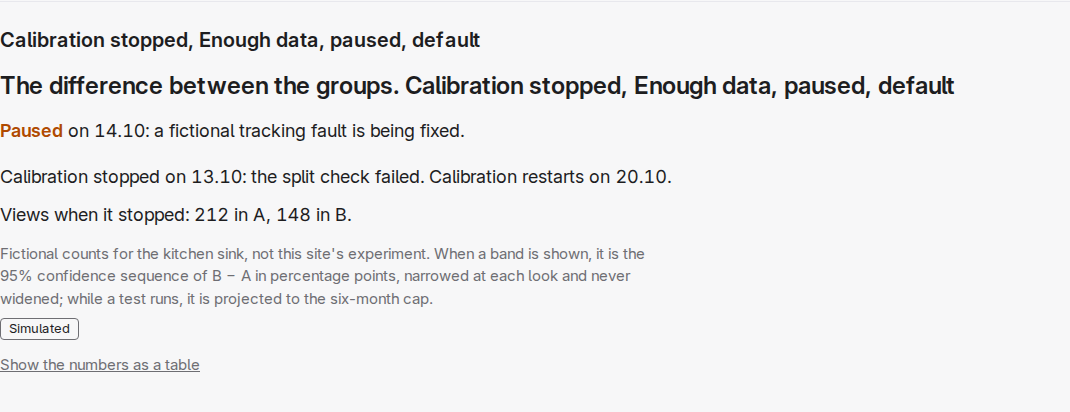 Calibration stopped, Enough data, paused, default
The difference between the groups. Calibration stopped, Enough data, paused, default
Paused on 14.10: a fictional tracking fault is being fixed.
Calibration stopped on 13.10: the split check failed. Calibration restarts on 20.10.
Views when it stopped: 212 in A, 148 in B.
Fictional counts for the kitchen sink, not this site's experiment. When a band is shown, it is the
95% confidence sequence of B − A in percentage points, narrowed at each look and never
widened; while a test runs, it is projected to the six-month cap.
Simulated
Show the numbers as a table